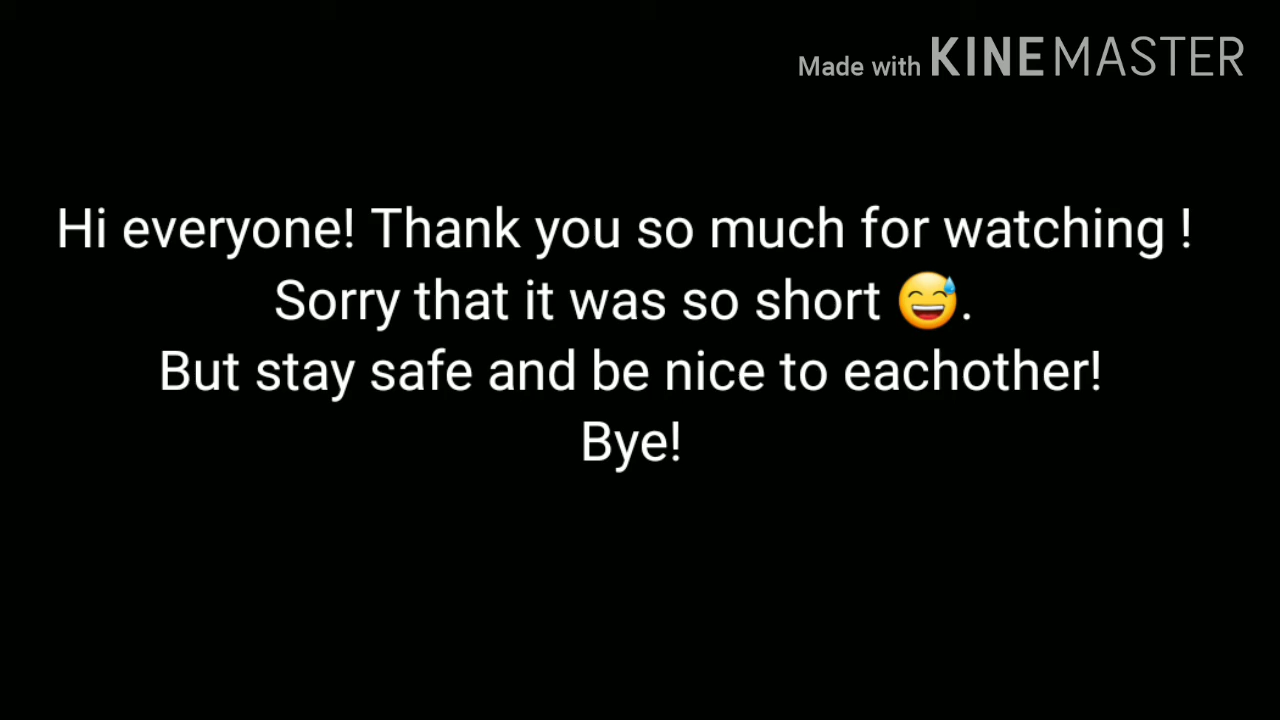 Made with KINEMASTER
Hi everyone! Thank you so much for watching !
Sorry that it was so short 😅.
But stay safe and be nice to eachother!
Bye!